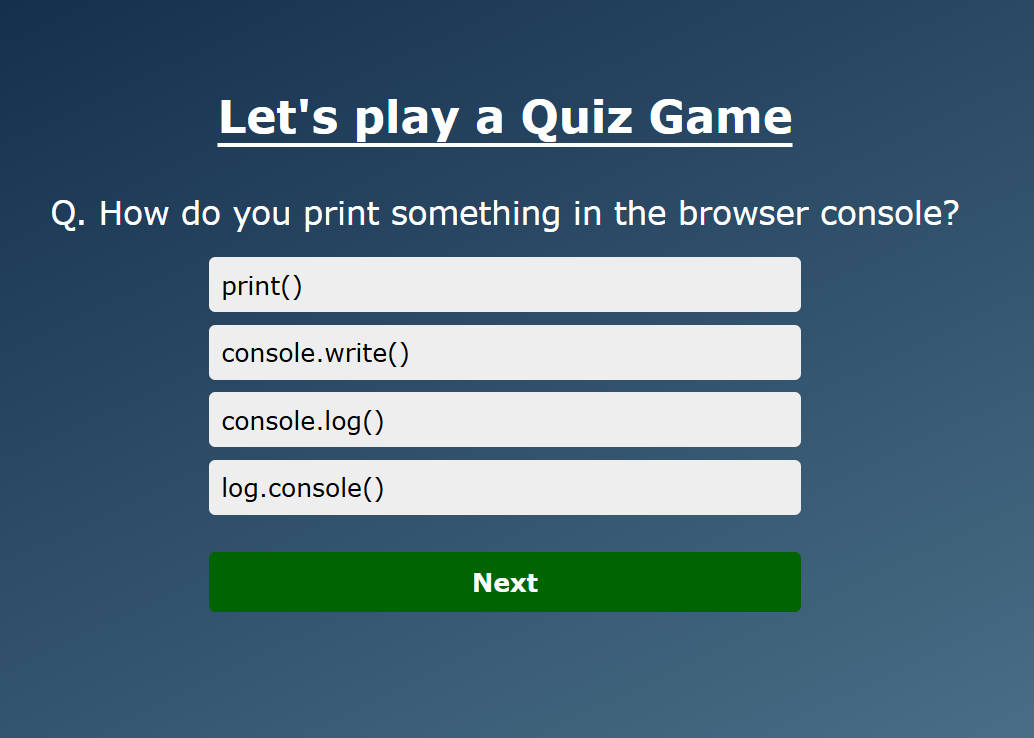 Let's play a Quiz Game
Q. How do you print something in the browser console?
print()
console.write()
console.log()
log.console()
Next